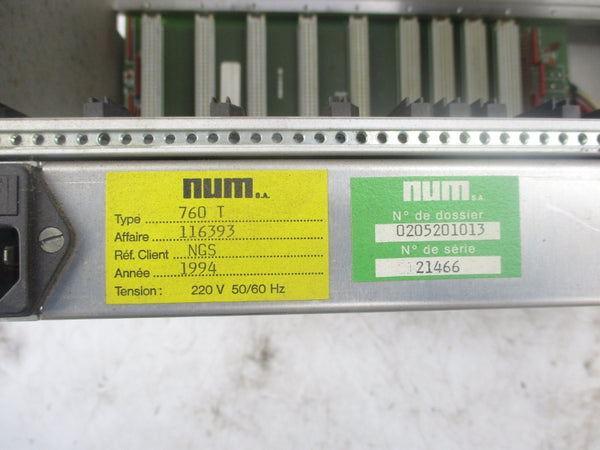 num s.A.
Type 760 T
Affaire 116393
Réf. Client NGS
Année 1994
Tension: 220 V 50/60 Hz
num S.A.
N° de dossier
0205201013
N° de série
21466